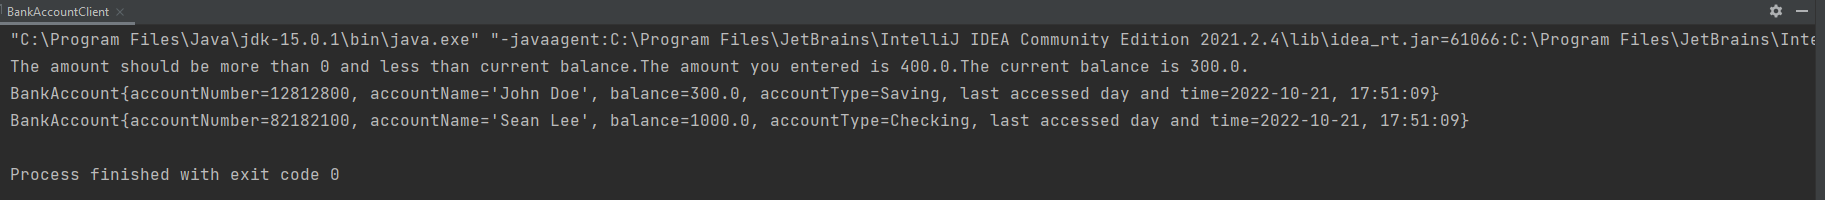 BankAccountClient
"C:\Program Files\Java\jdk-15.0.1\bin\java.exe" "-javaagent:C:\Program Files\JetBrains\IntelliJ IDEA Community Edition 2021.2.4\lib\idea_rt.jar=61066:C:\Program Files\JetBrains\Inte
The amount should be more than 0 and less than current balance.The amount you entered is 400.0.The current balance is 300.0.
BankAccount{accountNumber=12812800, accountName='John Doe', balance=300.0, accountType=Saving, last accessed day and time=2022-10-21, 17:51:09}
BankAccount{accountNumber=82182100, accountName='Sean Lee', balance=1000.0, accountType=Checking, last accessed day and time=2022-10-21, 17:51:09}
Process finished with exit code 0